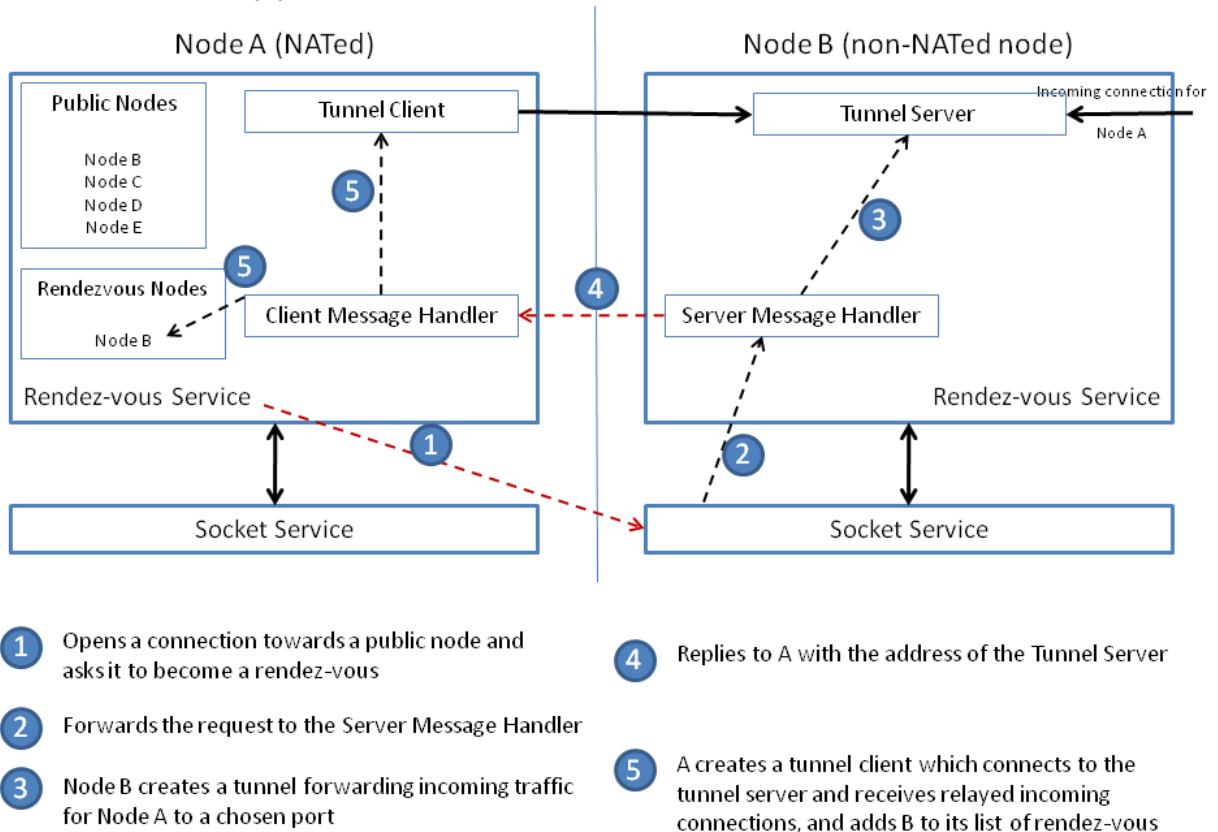 Node A (NATed)
Node B (non-NATed node)
Public Nodes
Node B
Node C
Node D
Node E
Tunnel Client
5
5
Rendezvous Nodes
Node B
Client Message Handler
Rendez-vous Service
1
Socket Service
4
Tunnel Server
Incoming connection for
Node A
3
Server Message Handler
Rendez-vous Service
2
Socket Service
1
Opens a connection towards a public node and
asks it to become a rendez-vous
2
Forwards the request to the Server Message Handler
3
Node B creates a tunnel forwarding incoming traffic
for Node A to a chosen port
4
Replies to A with the address of the Tunnel Server
5
A creates a tunnel client which connects to the
tunnel server and receives relayed incoming
connections, and adds B to its list of rendez-vous